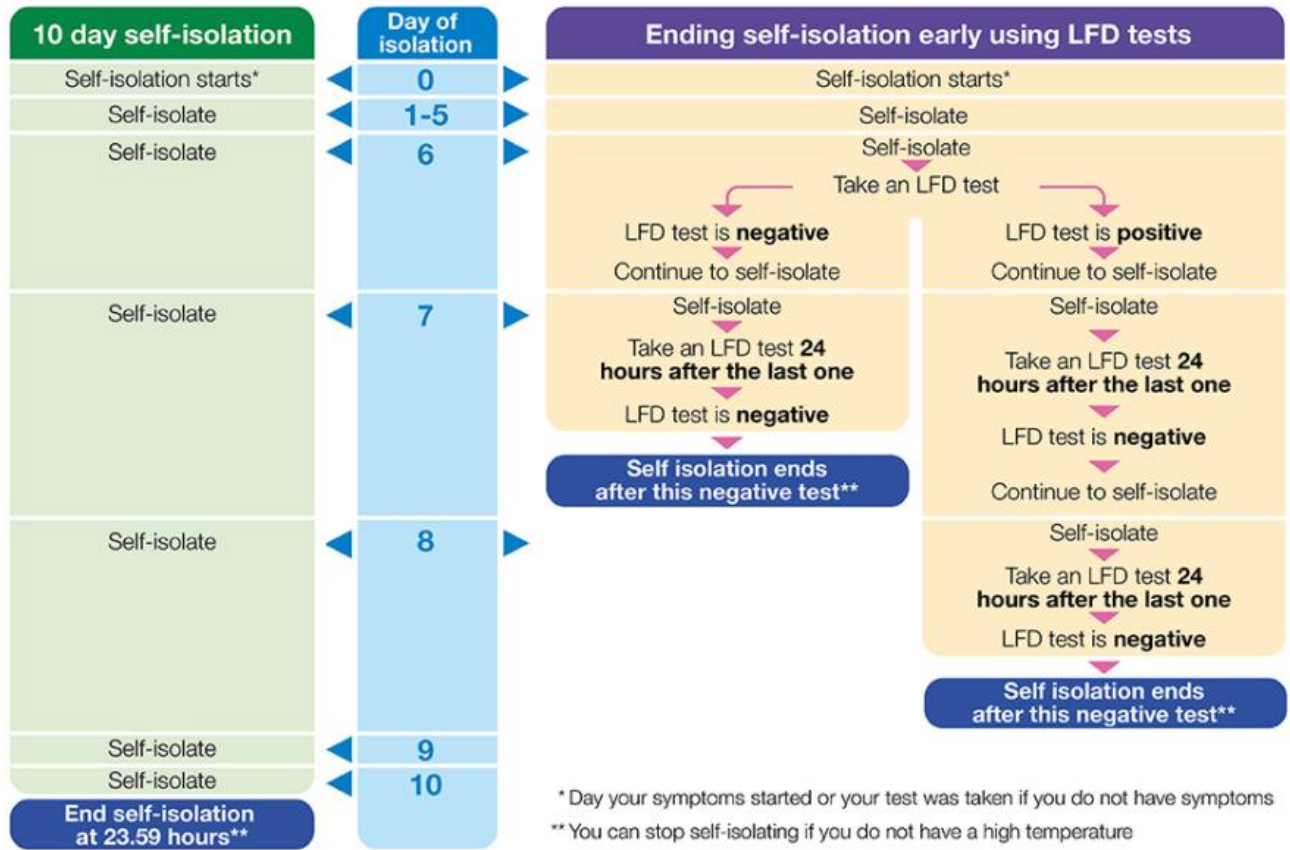 10 day self-isolation
Day of
isolation
Ending self-isolation early using LFD tests
Self-isolation starts*
0
Self-isolation starts*
Self-isolate
1-5
Self-isolate
Self-isolate
6
Self-isolate
Take an LFD test
LFD test is negative
Continue to self-isolate
LFD test is positive
Continue to self-isolate
Self-isolate
7
Self-isolate
Take an LFD test 24
hours after the last one
LFD test is negative
Self isolation ends
after this negative test**
Self-isolate
Take an LFD test 24
hours after the last one
LFD test is negative
Continue to self-isolate
Self-isolate
8
Self-isolate
Take an LFD test 24
hours after the last one
LFD test is negative
Self isolation ends
after this negative test**
Self-isolate
9
Self-isolate
10
End self-isolation
at 23.59 hours**
* Day your symptoms started or your test was taken if you do not have symptoms
** You can stop self-isolating if you do not have a high temperature